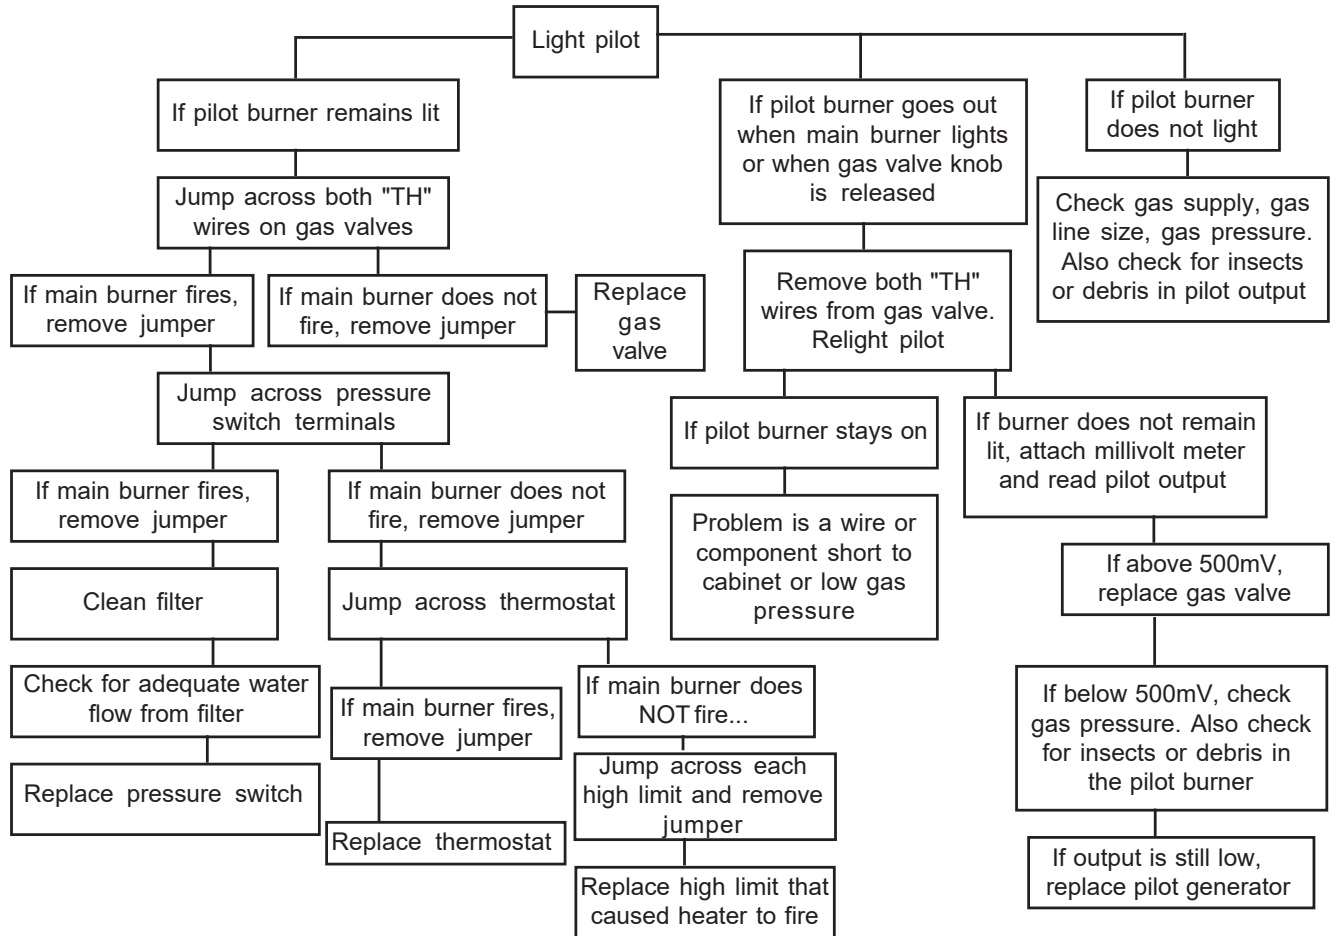 Light pilot
If pilot burner remains lit
If pilot burner goes out
when main burner lights
or when gas valve knob
is released
If pilot burner
does not light
Jump across both "TH"
wires on gas valves
Check gas supply, gas
line size, gas pressure.
Also check for insects
or debris in pilot output
If main burner fires,
remove jumper
If main burner does not
fire, remove jumper
Replace
gas
valve
Remove both "TH"
wires from gas valve.
Relight pilot
Jump across pressure
switch terminals
If pilot burner stays on
If burner does not remain
lit, attach millivolt meter
and read pilot output
If main burner fires,
remove jumper
If main burner does not
fire, remove jumper
Problem is a wire or
component short to
cabinet or low gas
pressure
If above 500mV,
replace gas valve
Clean filter
Jump across thermostat
Check for adequate water
flow from filter
If main burner fires,
remove jumper
If main burner does
NOT fire...
If below 500mV, check
gas pressure. Also check
for insects or debris in
the pilot burner
Replace pressure switch
Jump across each
high limit and remove
jumper
Replace thermostat
If output is still low,
replace pilot generator
Replace high limit that
caused heater to fire